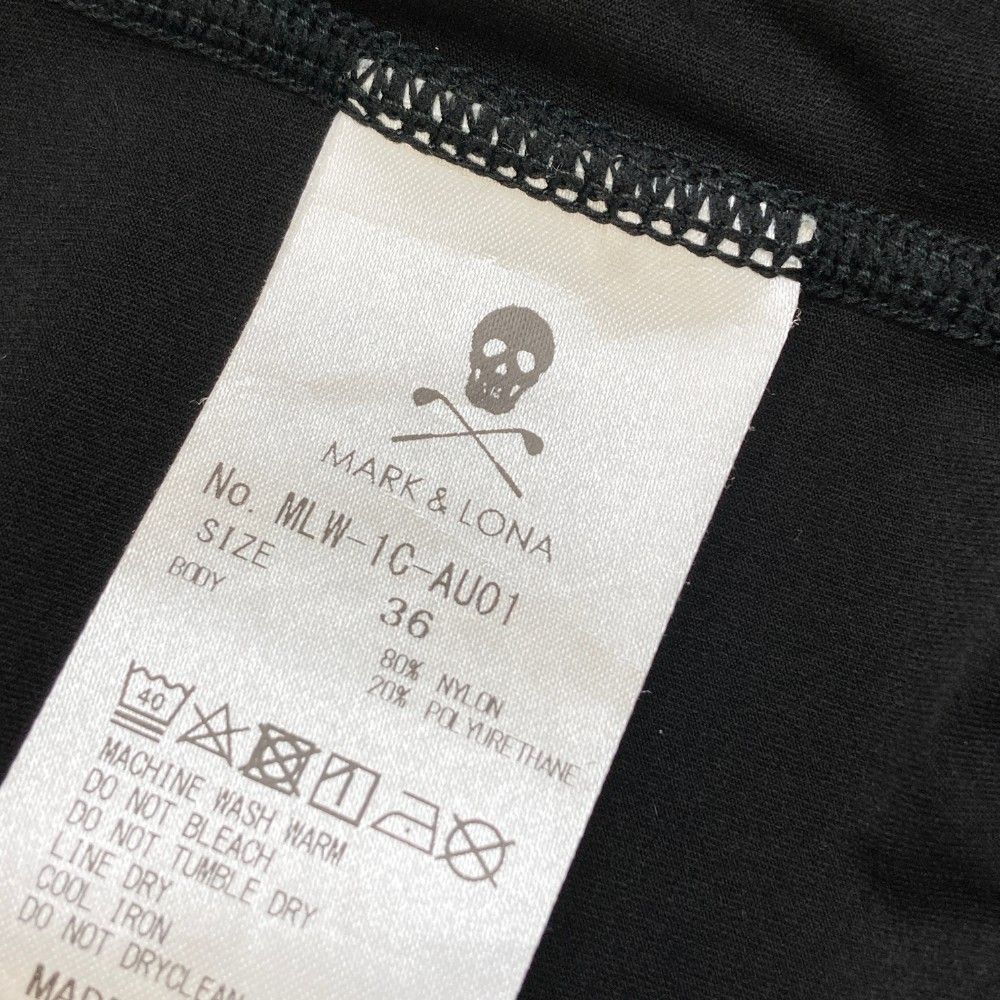 MARK & LONA
No. MLW-1C-AU01
SIZE 36
BODY 80% NYLON
20% POLYURETHANE
40
MACHINE WASH WARM
DO NOT BLEACH
DO NOT TUMBLE DRY
LINE DRY
COOL IRON
DO NOT DRYCLEAN